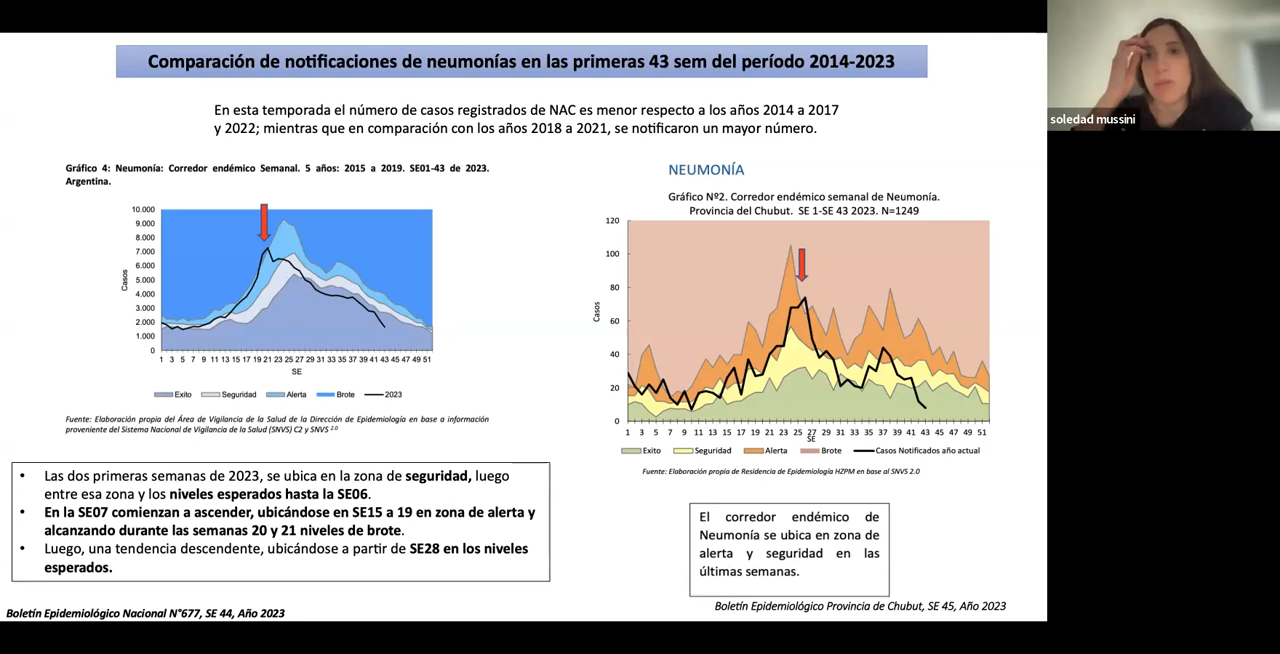 Comparación de notificaciones de neumonías en las primeras 43 sem del período 2014-2023
En esta temporada el número de casos registrados de NAC es menor respecto a los años 2014 a 2017
y 2022; mientras que en comparación con los años 2018 a 2021, se notificaron un mayor número.
Gráfico 4: Neumonía: Corredor endémico Semanal. 5 años: 2015 a 2019. SE01-43 de 2023.
Argentina.
10.000
9.000
8.000
7.000
6.000
5.000
4.000
3.000
2.000
1.000
0
Casos
1 3 5 7 9 11 13 15 17 19 21 23 25 27 29 31 33 35 37 39 41 43 45 47 49 51
SE
Exito Seguridad Alerta Brote 2023
Fuente: Elaboración propia del Área de Vigilancia de la Salud de la Dirección de Epidemiología en base a información
proveniente del Sistema Nacional de Vigilancia de la Salud (SNVS) C2 y SNVS 2.0
NEUMONÍA
Gráfico Nº2. Corredor endémico semanal de Neumonía.
Provincia del Chubut. SE 1-SE 43 2023. N=1249
120
100
80
60
40
20
0
Casos
1 3 5 7 9 11 13 15 17 19 21 23 25 27 29 31 33 35 37 39 41 43 45 47 49 51
SE
Exito Seguridad Alerta Brote Casos Notificados año actual
Fuente: Elaboración propia de Residencia de Epidemiología HZPM en base al SNVS 2.0
• Las dos primeras semanas de 2023, se ubica en la zona de seguridad, luego
entre esa zona y los niveles esperados hasta la SE06.
• En la SE07 comienzan a ascender, ubicándose en SE15 a 19 en zona de alerta y
alcanzando durante las semanas 20 y 21 niveles de brote.
• Luego, una tendencia descendente, ubicándose a partir de SE28 en los niveles
esperados.
El corredor endémico de
Neumonía se ubica en zona de
alerta y seguridad en las
últimas semanas.
Boletín Epidemiológico Nacional N°677, SE 44, Año 2023
Boletín Epidemiológico Provincia de Chubut, SE 45, Año 2023
soledad mussini